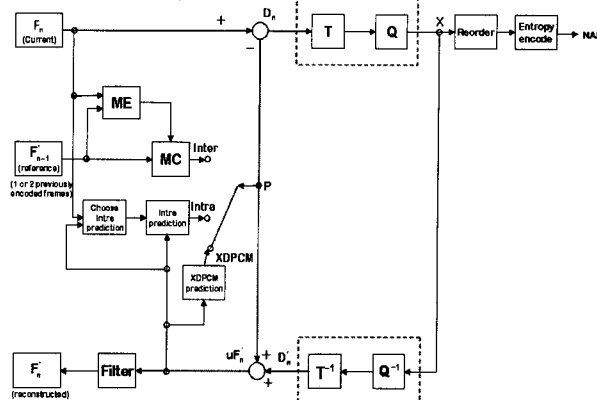 Fn
(Current)
+
Dn
−
T
Q
X
Reorder
Entropy
encode
NAL
ME
F'n-1
(reference)
(1 or 2 previously
encoded frames)
MC
Inter
P
Choose
Intra
prediction
Intra
prediction
Intra
XDPCM
XDPCM
prediction
F'n
(reconstructed)
Filter
uF'n
+
+
D'n
T-1
Q-1